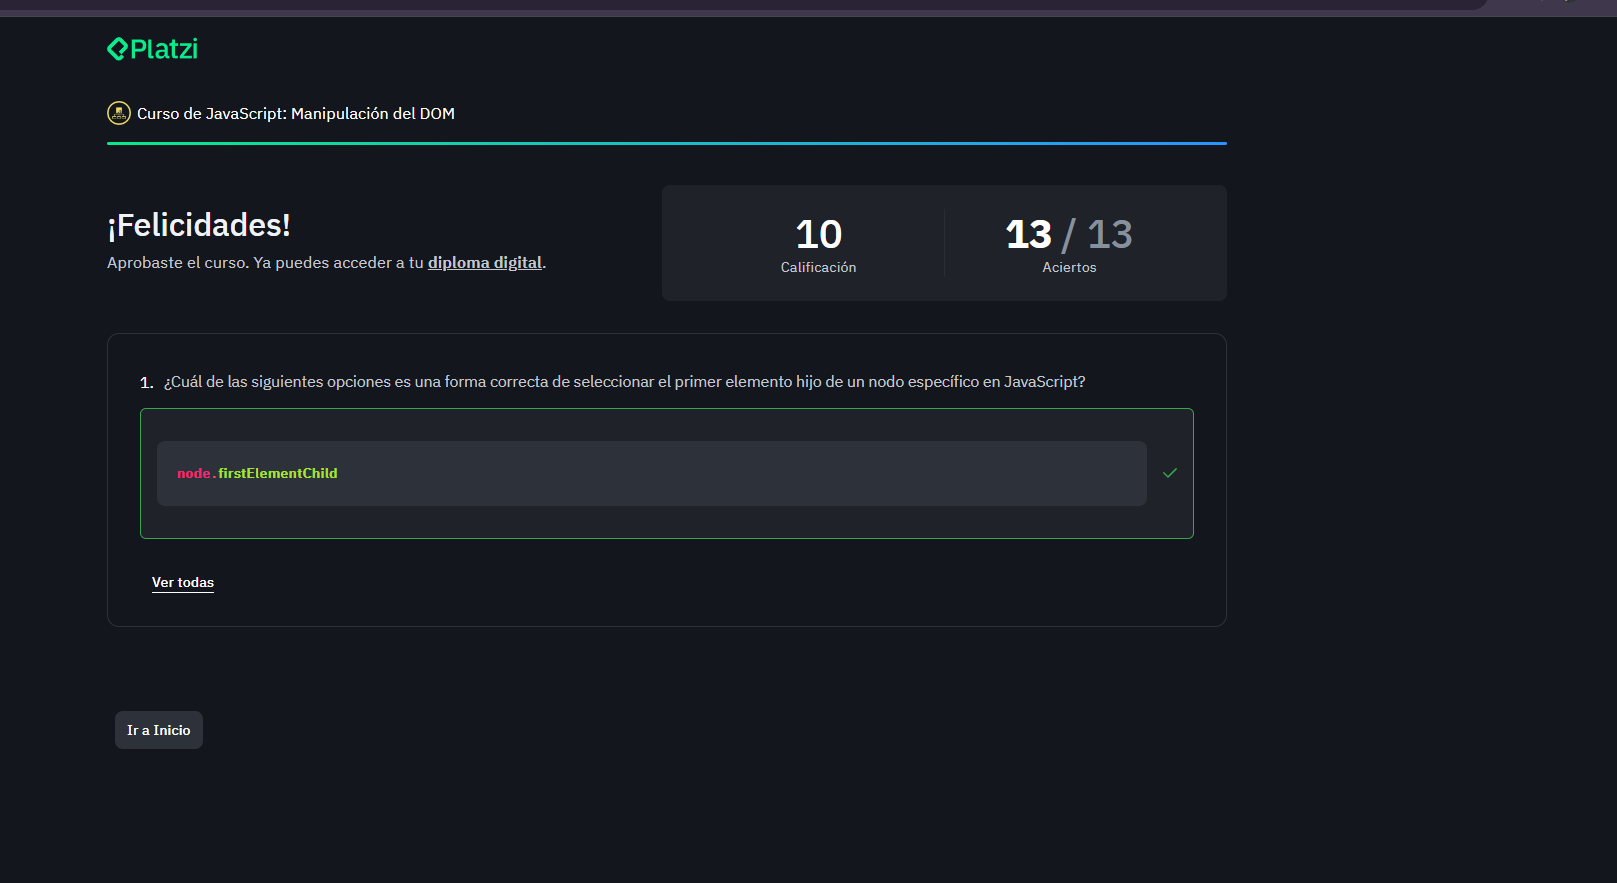 Platzi
Curso de JavaScript: Manipulación del DOM
¡Felicidades!
Aprobaste el curso. Ya puedes acceder a tu diploma digital.
10
Calificación
13 / 13
Aciertos
1. ¿Cuál de las siguientes opciones es una forma correcta de seleccionar el primer elemento hijo de un nodo específico en JavaScript?
node.firstElementChild
Ver todas
Ir a Inicio